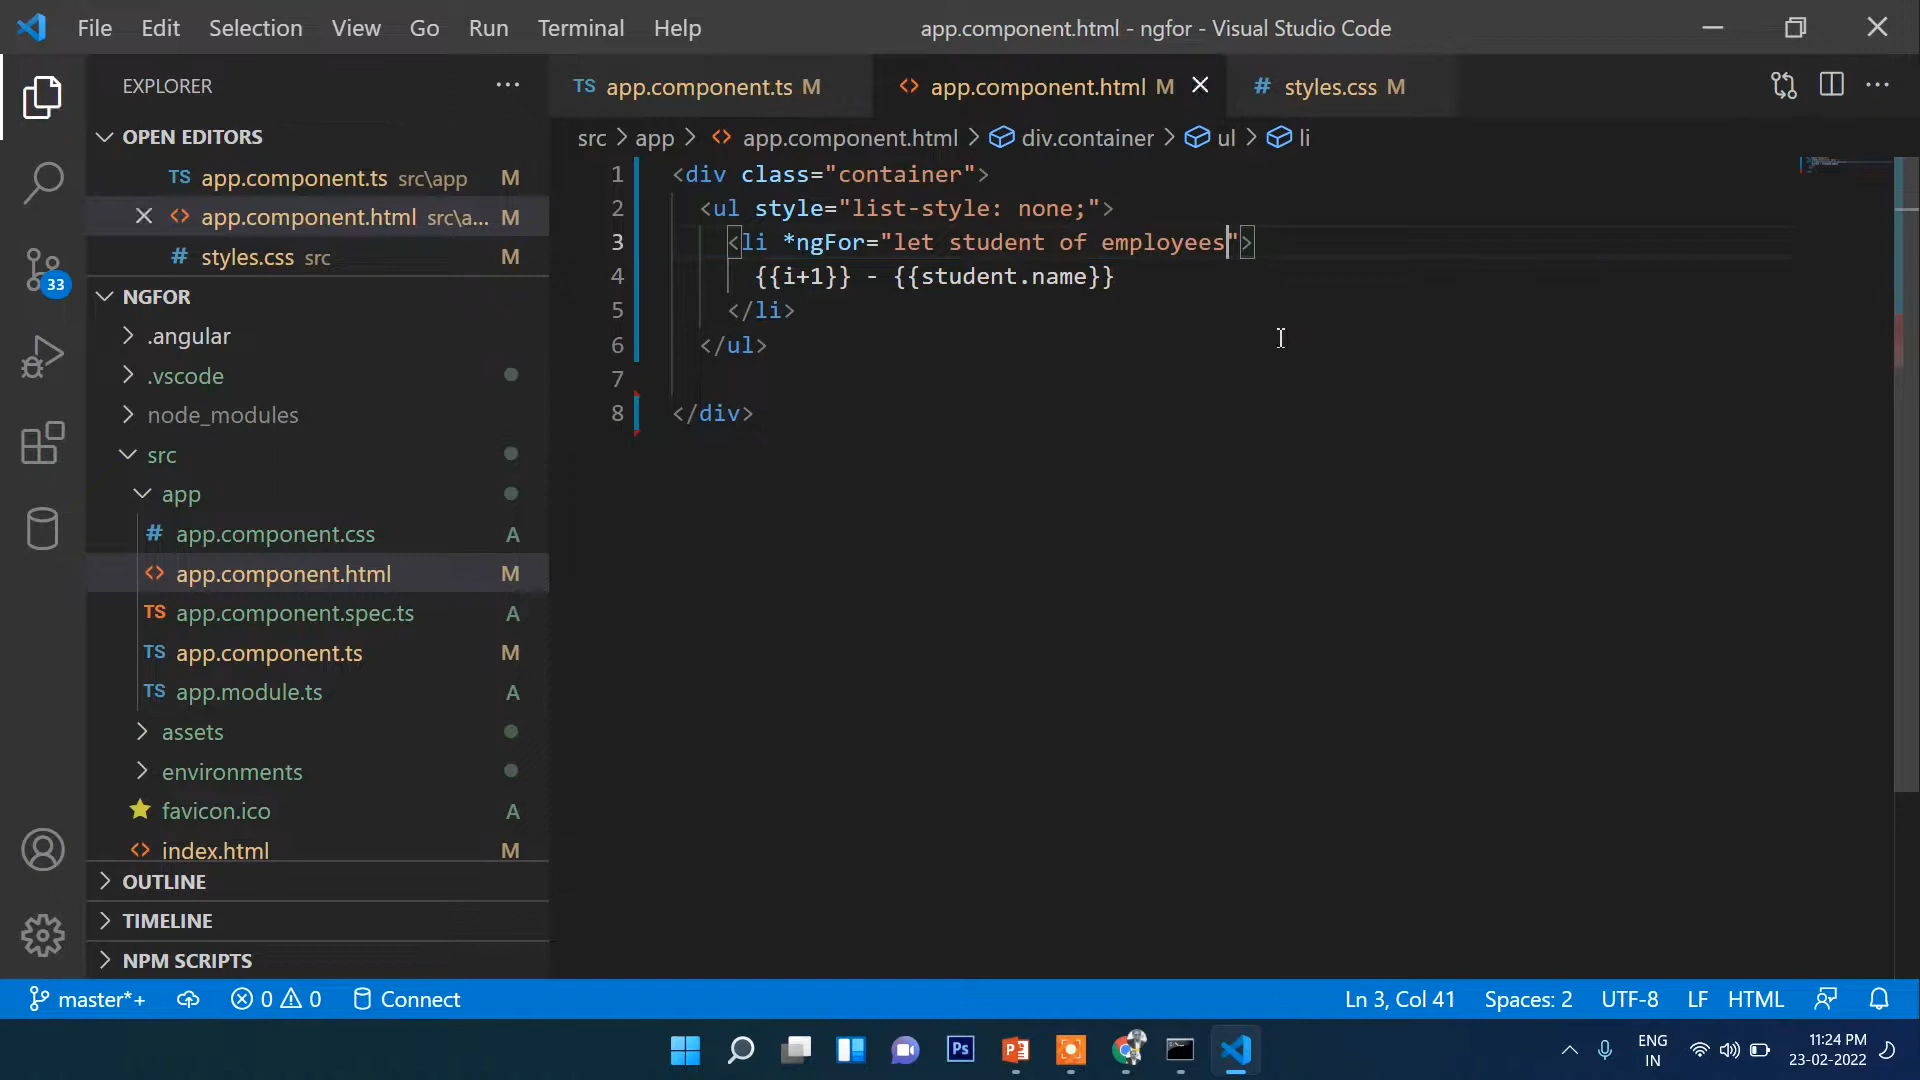 File Edit Selection View Go Run Terminal Help app.component.html - ngfor - Visual Studio Code
EXPLORER
TS app.component.ts M <> app.component.html M # styles.css M
OPEN EDITORS
TS app.component.ts src\app M
<> app.component.html src\a... M
# styles.css src M
NGFOR
.angular
.vscode
node_modules
src
app
# app.component.css A
<> app.component.html M
TS app.component.spec.ts A
TS app.component.ts M
TS app.module.ts A
assets
environments
favicon.ico A
<> index.html M
OUTLINE
TIMELINE
NPM SCRIPTS
33
src > app > <> app.component.html > div.container > ul > li
1 <div class="container">
2 <ul style="list-style: none;">
3 <li *ngFor="let student of employees">
4 {{i+1}} - {{student.name}}
5 </li>
6 </ul>
7
8 </div>
master*+ 0 0 Connect Ln 3, Col 41 Spaces: 2 UTF-8 LF HTML
Ps P ENG IN 11:24 PM
23-02-2022